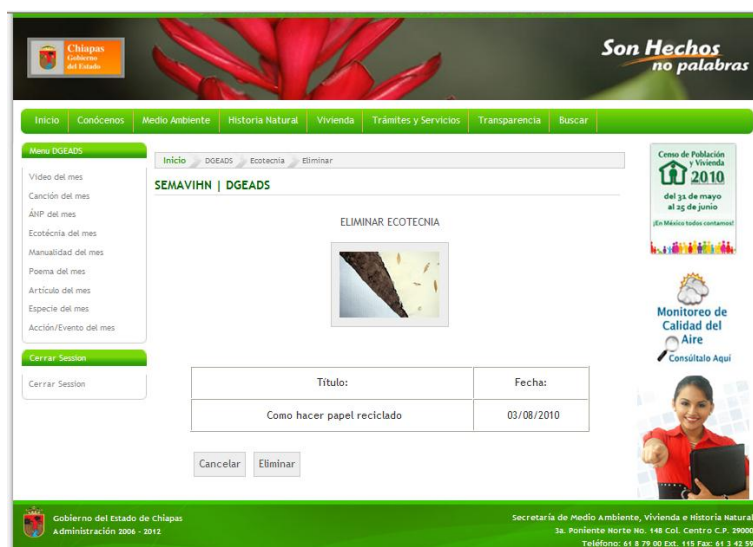 Chiapas
Gobierno
del Estado
Son Hechos
no palabras
Inicio Conócenos Medio Ambiente Historia Natural Vivienda Trámites y Servicios Transparencia Buscar
Menu DGEADS
Video del mes
Canción del mes
ÁNP del mes
Ecotécnia del mes
Manualidad del mes
Poema del mes
Artículo del mes
Especie del mes
Acción/Evento del mes
Cerrar Session
Cerrar Session
Inicio DGEADS Ecotecnia Eliminar
SEMAVIHN | DGEADS
ELIMINAR ECOTECNIA
Título: Fecha:
Como hacer papel reciclado 03/08/2010
Cancelar Eliminar
Censo de Población
y Vivienda
2010
del 31 de mayo
al 25 de junio
¡En México todos contamos!
Monitoreo de
Calidad del
Aire
Consúltalo Aquí
Gobierno del Estado de Chiapas
Administración 2006 - 2012
Secretaría de Medio Ambiente, Vivienda e Historia Natural
3a. Poniente Norte No. 148 Col. Centro C.P. 29000
Teléfono: 61 8 79 00 Ext. 115 Fax: 61 3 42 59